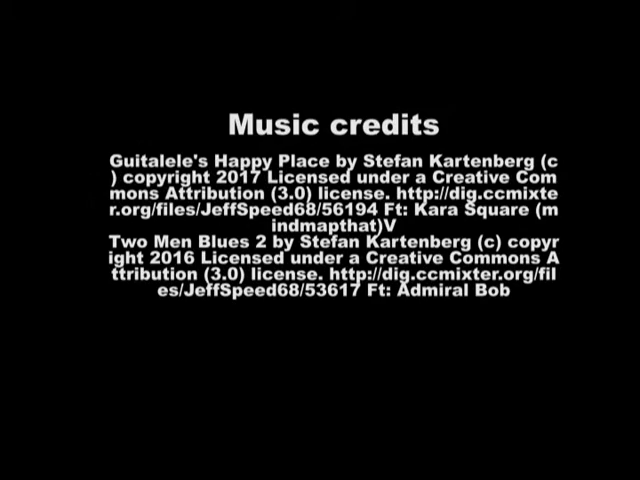 Music credits
Guitalele's Happy Place by Stefan Kartenberg (c
) copyright 2017 Licensed under a Creative Com
mons Attribution (3.0) license. http://dig.ccmixte
r.org/files/JeffSpeed68/56194 Ft: Kara Square (m
indmapthat)V
Two Men Blues 2 by Stefan Kartenberg (c) copyr
ight 2016 Licensed under a Creative Commons A
ttribution (3.0) license. http://dig.ccmixter.org/fil
es/JeffSpeed68/53617 Ft: Admiral Bob